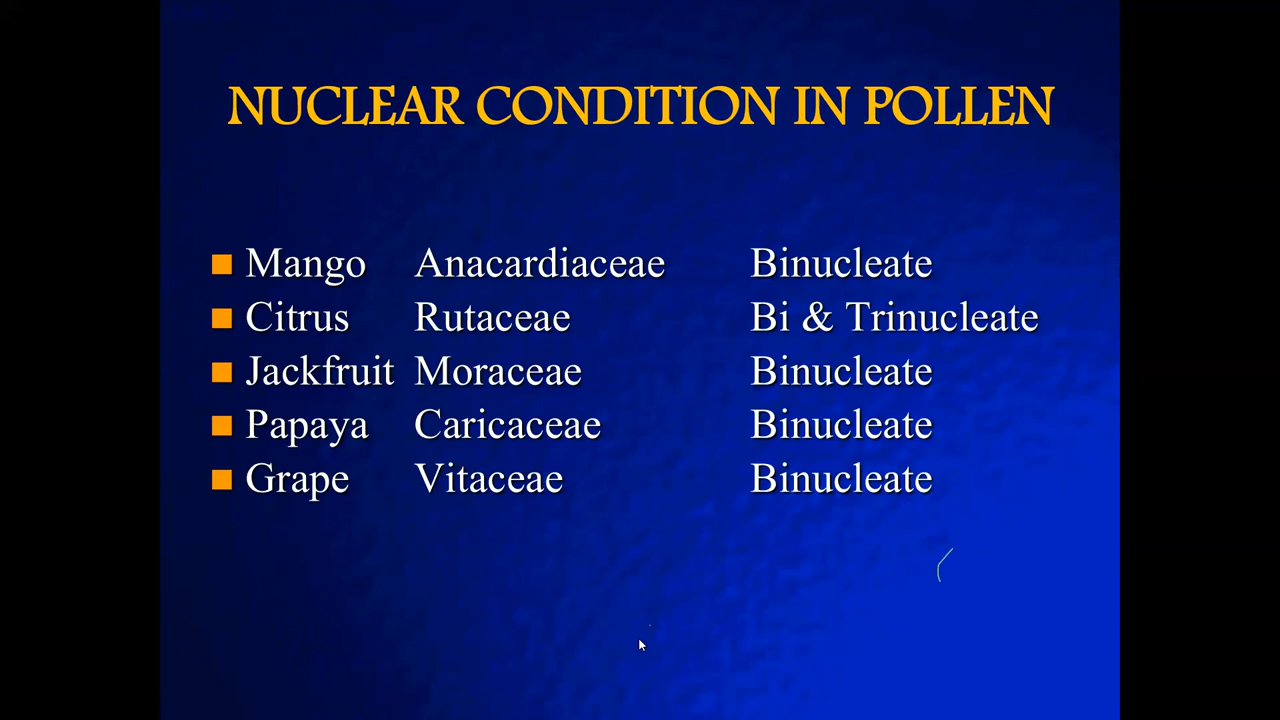 NUCLEAR CONDITION IN POLLEN
Mango Anacardiaceae Binucleate
Citrus Rutaceae Bi & Trinucleate
Jackfruit Moraceae Binucleate
Papaya Caricaceae Binucleate
Grape Vitaceae Binucleate